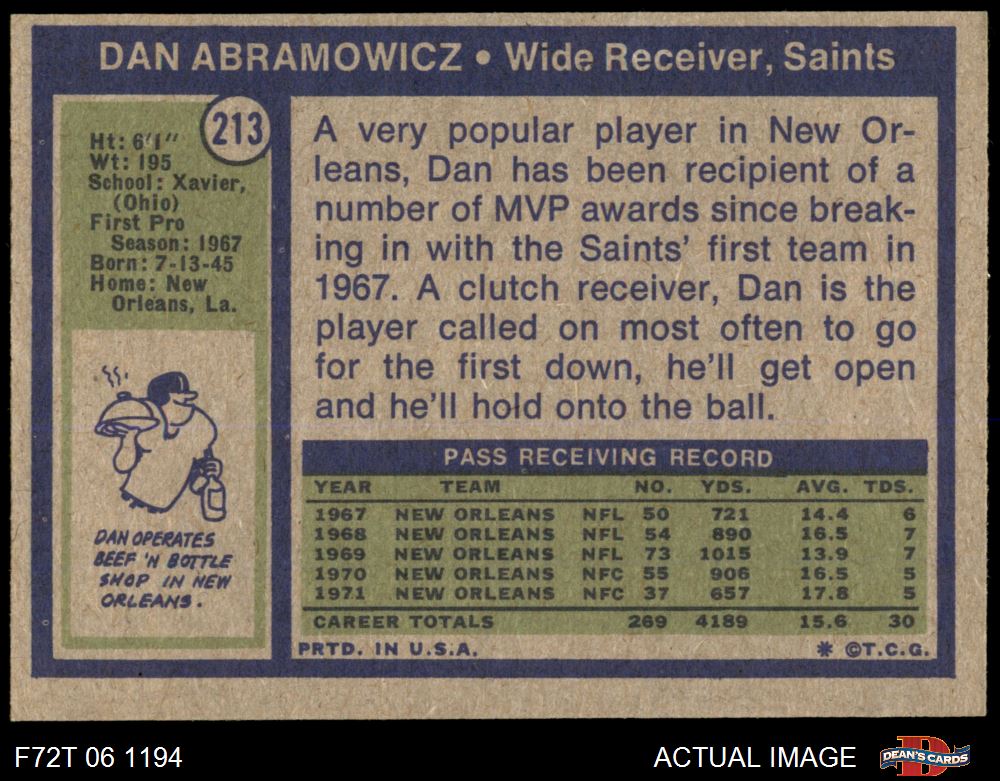 DAN ABRAMOWICZ • Wide Receiver, Saints
213
Ht: 6'1"
Wt: 195
School: Xavier,
(Ohio)
First Pro
Season: 1967
Born: 7-13-45
Home: New
Orleans, La.
DAN OPERATES
BEEF 'N BOTTLE
SHOP IN NEW
ORLEANS.
A very popular player in New Or-
leans, Dan has been recipient of a
number of MVP awards since break-
ing in with the Saints' first team in
1967. A clutch receiver, Dan is the
player called on most often to go
for the first down, he'll get open
and he'll hold onto the ball.
PASS RECEIVING RECORD
YEAR TEAM NO. YDS. AVG. TDS.
1967 NEW ORLEANS NFL 50 721 14.4 6
1968 NEW ORLEANS NFL 54 890 16.5 7
1969 NEW ORLEANS NFL 73 1015 13.9 7
1970 NEW ORLEANS NFC 55 906 16.5 5
1971 NEW ORLEANS NFC 37 657 17.8 5
CAREER TOTALS 269 4189 15.6 30
PRTD. IN U.S.A. * ©T.C.G.
F72T 06 1194 ACTUAL IMAGE DEAN'S CARDS